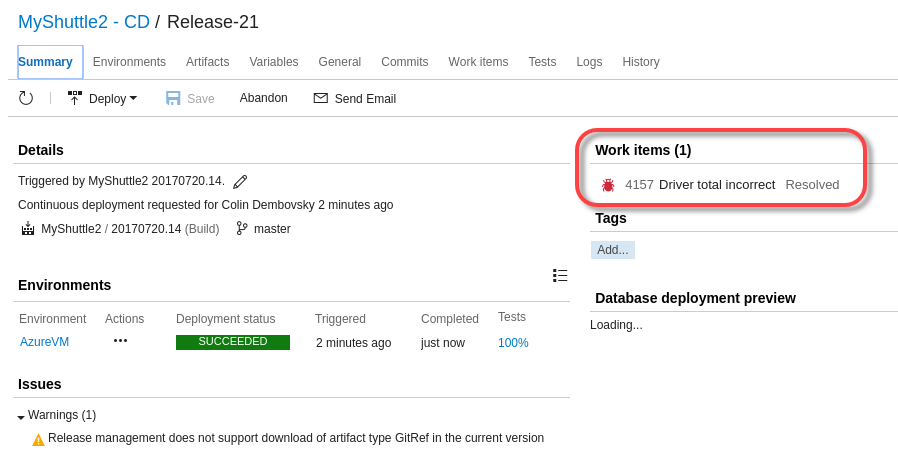 MyShuttle2 - CD / Release-21
Summary Environments Artifacts Variables General Commits Work items Tests Logs History
Deploy Save Abandon Send Email
Details
Triggered by MyShuttle2 20170720.14.
Continuous deployment requested for Colin Dembovsky 2 minutes ago
MyShuttle2 / 20170720.14 (Build) master
Environments
Environment Actions Deployment status Triggered Completed Tests
AzureVM ••• SUCCEEDED 2 minutes ago just now 100%
Issues
Warnings (1)
Release management does not support download of artifact type GitRef in the current version
Work items (1)
4157 Driver total incorrect Resolved
Tags
Add...
Database deployment preview
Loading...